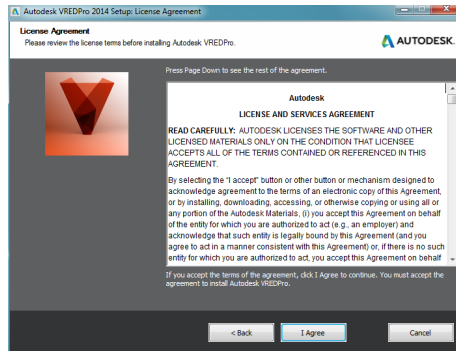 Autodesk VREDPro 2014 Setup: License Agreement
License Agreement
Please review the license terms before installing Autodesk VREDPro.
AUTODESK.
Press Page Down to see the rest of the agreement.
Autodesk
LICENSE AND SERVICES AGREEMENT
READ CAREFULLY: AUTODESK LICENSES THE SOFTWARE AND OTHER
LICENSED MATERIALS ONLY ON THE CONDITION THAT LICENSEE
ACCEPTS ALL OF THE TERMS CONTAINED OR REFERENCED IN THIS
AGREEMENT.
By selecting the "I accept" button or other button or mechanism designed to
acknowledge agreement to the terms of an electronic copy of this Agreement,
or by installing, downloading, accessing, or otherwise copying or using all or
any portion of the Autodesk Materials, (i) you accept this Agreement on behalf
of the entity for which you are authorized to act (e.g., an employer) and
acknowledge that such entity is legally bound by this Agreement (and you
agree to act in a manner consistent with this Agreement) or, if there is no such
entity for which you are authorized to act, you accept this Agreement on behalf
If you accept the terms of the agreement, click I Agree to continue. You must accept the
agreement to install Autodesk VREDPro.
< Back
I Agree
Cancel